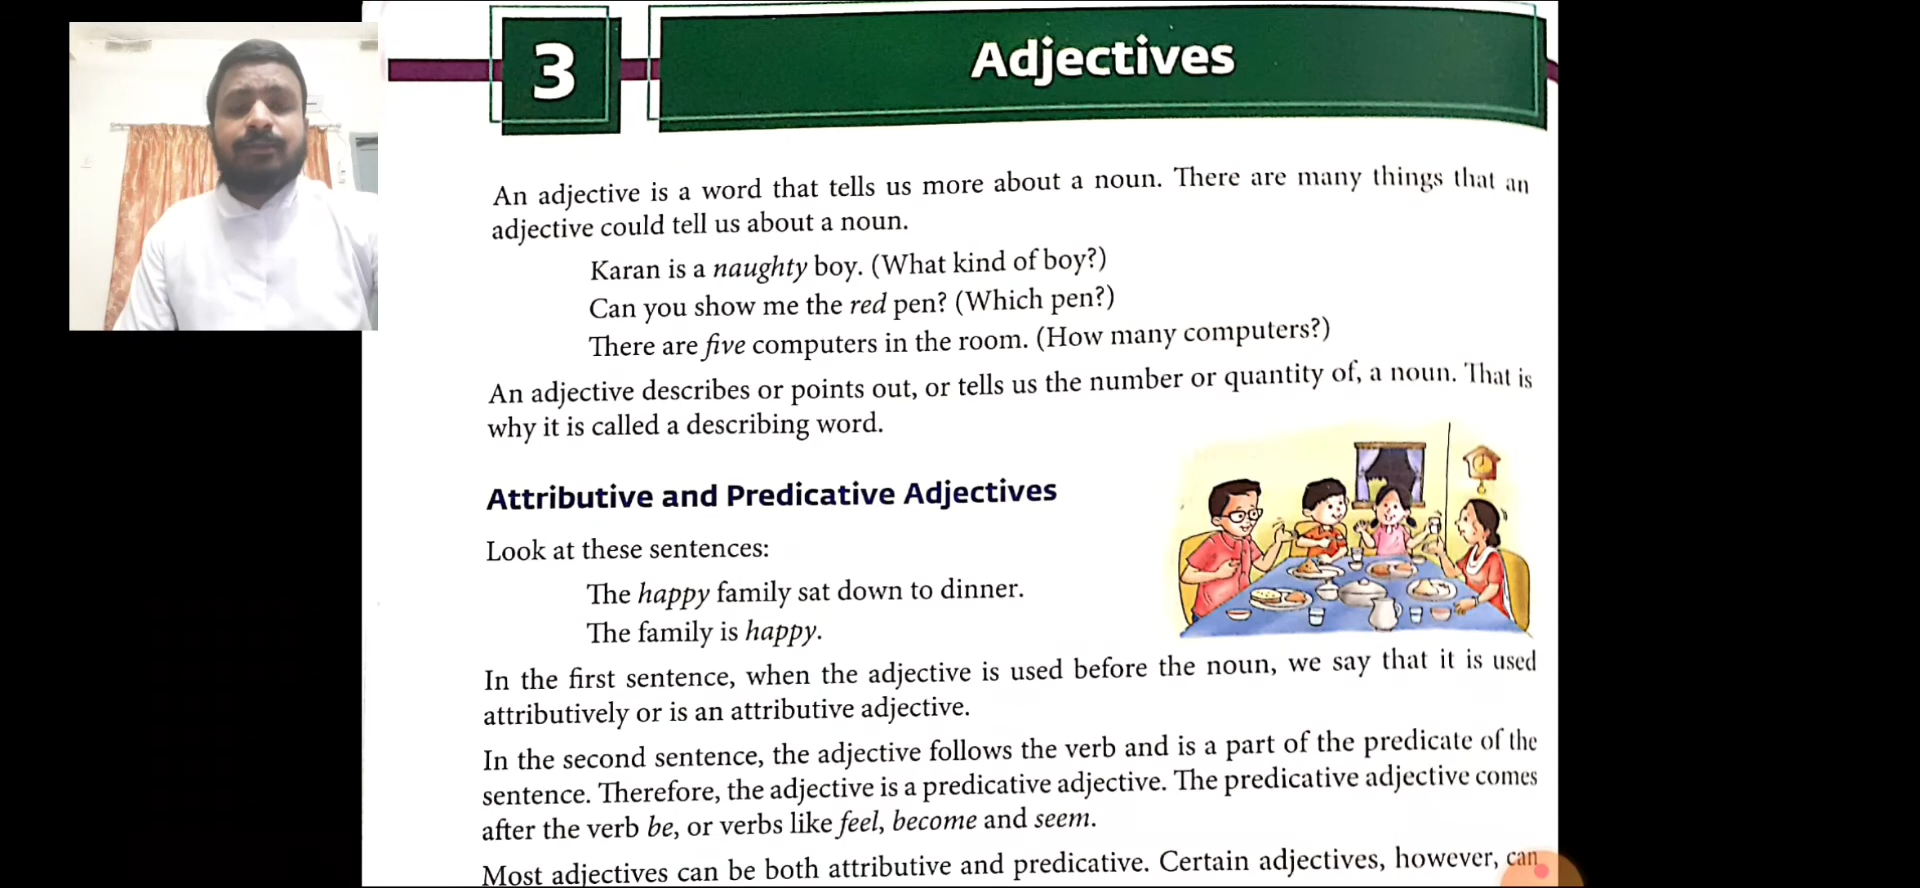 3
Adjectives
An adjective is a word that tells us more about a noun. There are many things that an
adjective could tell us about a noun.
Karan is a naughty boy. (What kind of boy?)
Can you show me the red pen? (Which pen?)
There are five computers in the room. (How many computers?)
An adjective describes or points out, or tells us the number or quantity of, a noun. That is
why it is called a describing word.
Attributive and Predicative Adjectives
Look at these sentences:
The happy family sat down to dinner.
The family is happy.
In the first sentence, when the adjective is used before the noun, we say that it is used
attributively or is an attributive adjective.
In the second sentence, the adjective follows the verb and is a part of the predicate of the
sentence. Therefore, the adjective is a predicative adjective. The predicative adjective comes
after the verb be, or verbs like feel, become and seem.
Most adjectives can be both attributive and predicative. Certain adjectives, however, can